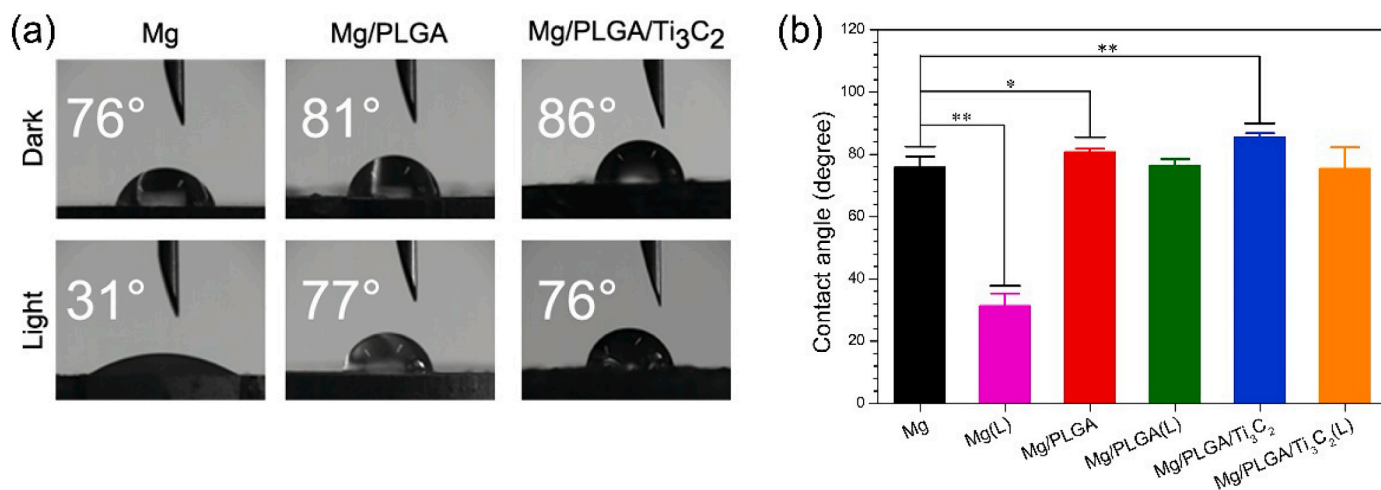 (a)
Mg Mg/PLGA Mg/PLGA/Ti₃C₂
Dark
76° 81° 86°
Light
31° 77° 76°
(b)
Contact angle (degree)
120
100
80
60
40
20
0
**
*
**
Mg Mg(L) Mg/PLGA Mg/PLGA(L) Mg/PLGA/Ti₃C₂ Mg/PLGA/Ti₃C₂(L)